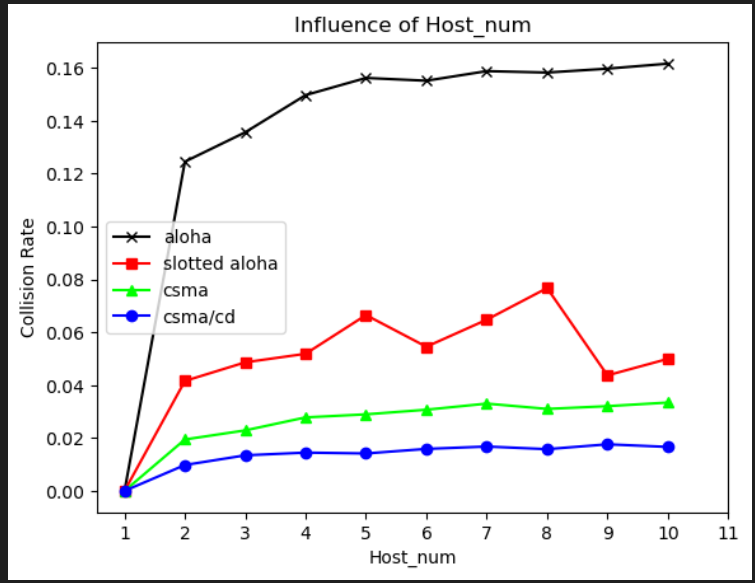 Influence of Host_num
Collision Rate
0.16
0.14
0.12
0.10
0.08
0.06
0.04
0.02
0.00
aloha
slotted aloha
csma
csma/cd
1 2 3 4 5 6 7 8 9 10 11
Host_num